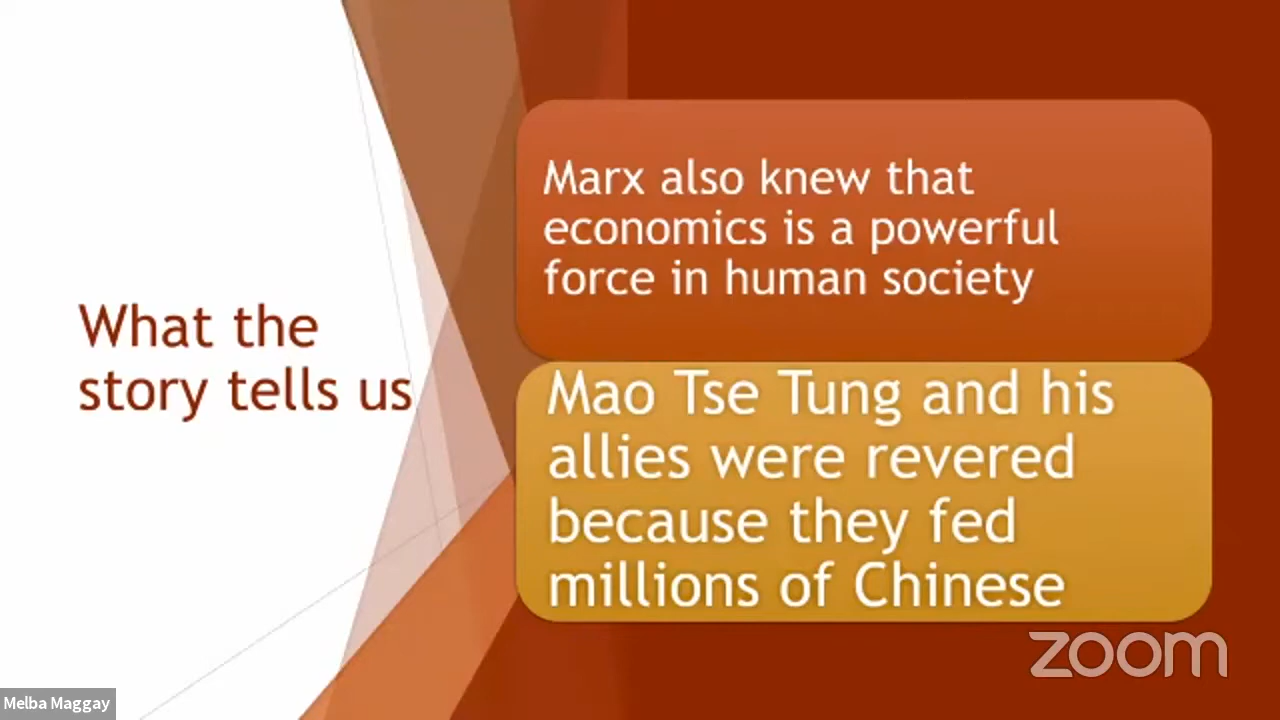 What the
story tells us
Marx also knew that
economics is a powerful
force in human society
Mao Tse Tung and his
allies were revered
because they fed
millions of Chinese
zoom
Melba Maggay